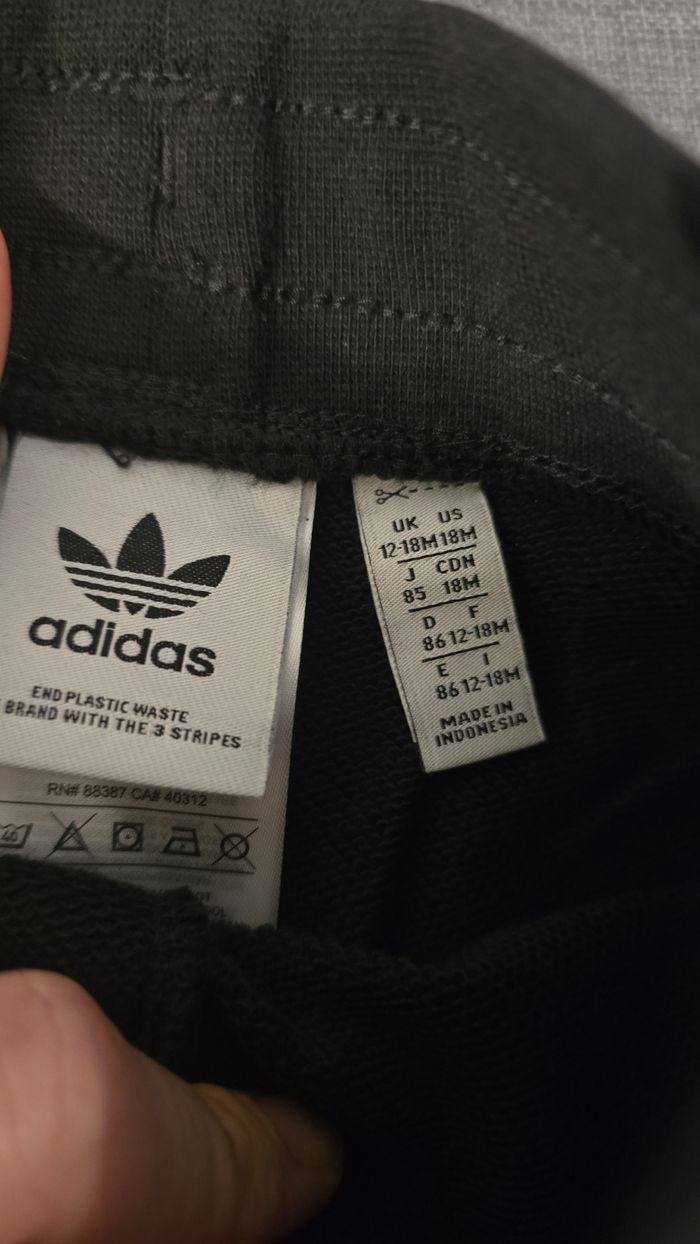 adidas
END PLASTIC WASTE
BRAND WITH THE 3 STRIPES
RN# 88387 CA# 40312
40
UK US
12-18M 18M
J CDN
85 18M
D F
86 12-18M
E I
86 12-18M
MADE IN
INDONESIA